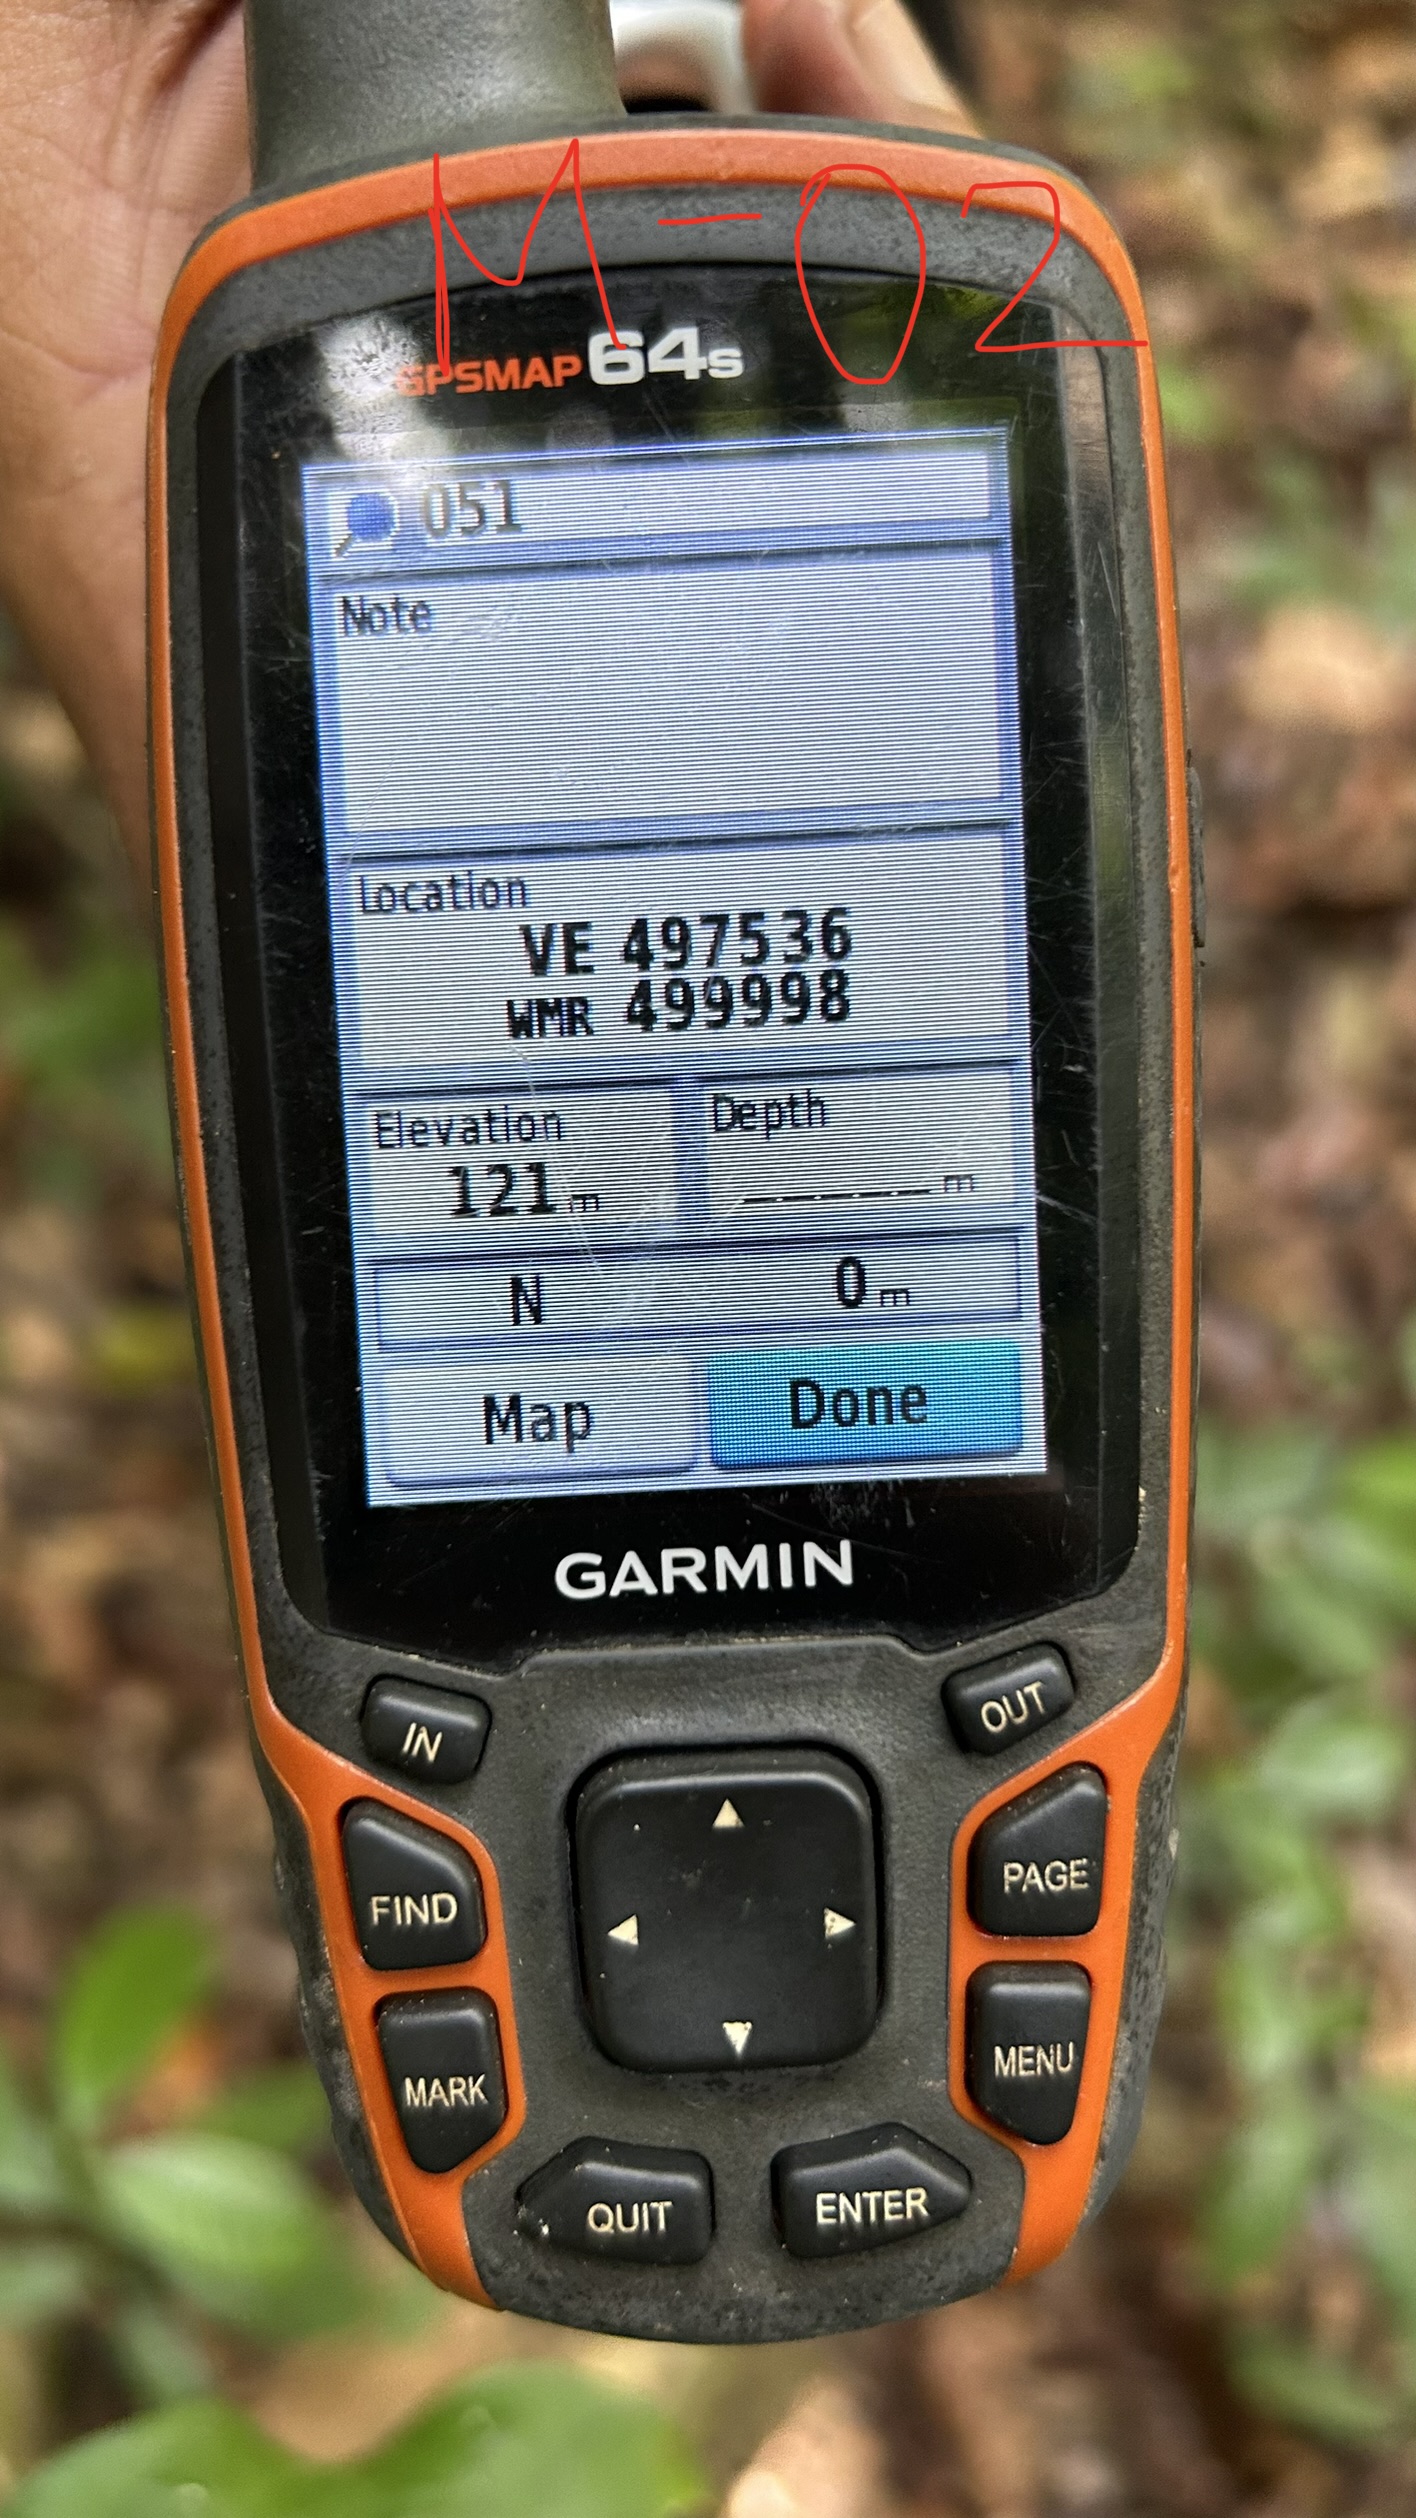 M-02
GPSMAP 64s
051
Note
Location
VE 497536
WMR 499998
Elevation Depth
121 m _____ m
N 0 m
Map Done
GARMIN
IN OUT
FIND PAGE
MARK MENU
QUIT ENTER